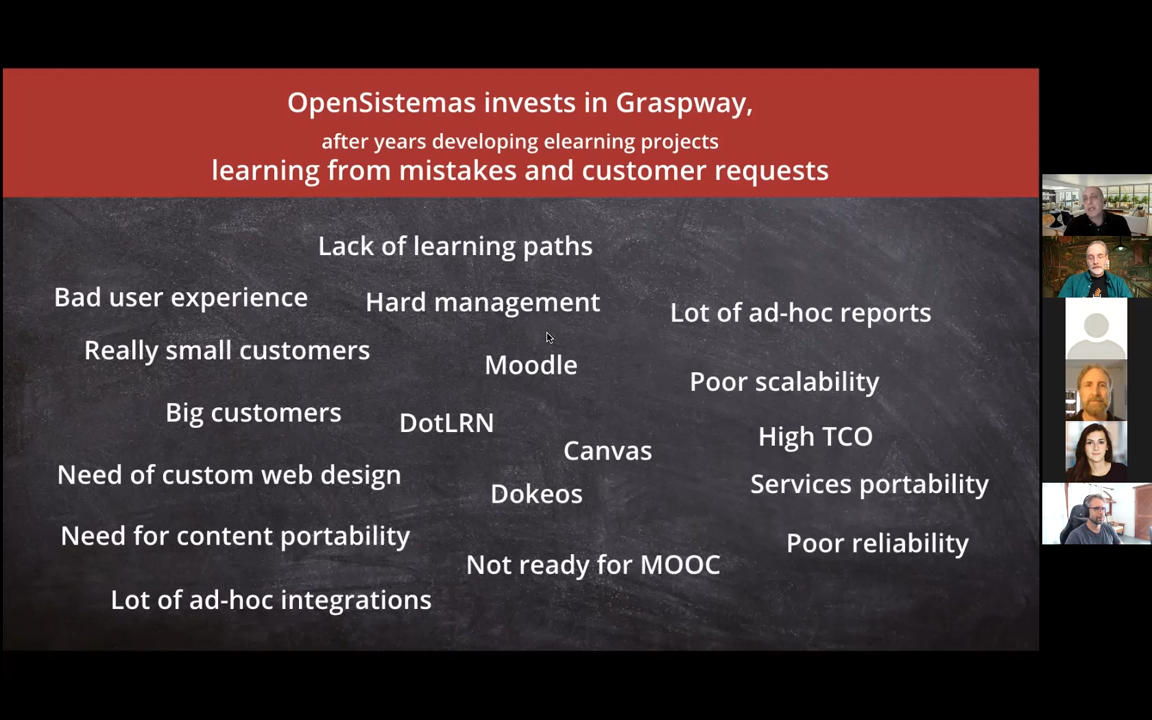 OpenSistemas invests in Graspway,
after years developing elearning projects
learning from mistakes and customer requests
Lack of learning paths
Bad user experience
Hard management
Lot of ad-hoc reports
Really small customers
Moodle
Poor scalability
Big customers
DotLRN
Canvas
High TCO
Need of custom web design
Dokeos
Services portability
Need for content portability
Not ready for MOOC
Poor reliability
Lot of ad-hoc integrations